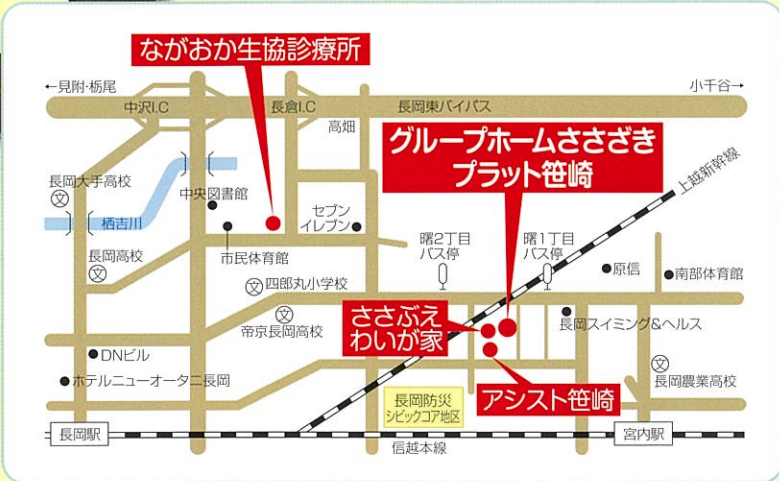 ながおか生協診療所
←見附・栃尾
小千谷→
中沢I.C
長倉I.C
長岡東バイパス
高畑
グループホームささざき
プラット笹崎
上越新幹線
長岡大手高校
文
中央図書館
栖吉川
セブン
イレブン
市民体育館
長岡高校
文
曙2丁目
バス停
曙1丁目
バス停
原信
南部体育館
文
四郎丸小学校
文
帝京長岡高校
ささぶえ
わいが家
長岡スイミング&ヘルス
DNビル
ホテルニューオータニ長岡
文
長岡農業高校
アシスト笹崎
長岡防災
シビックコア地区
長岡駅
信越本線
宮内駅